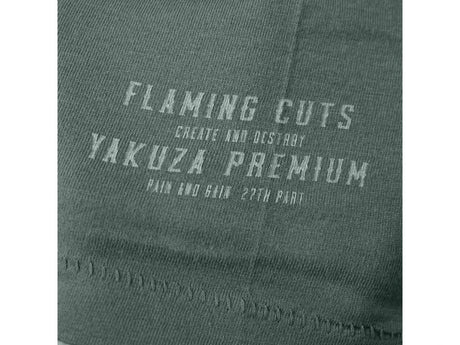 FLAMING CUTS
CREATE AND DESTROY
YAKUZA PREMIUM
PAIN AND GAIN 27TH PART